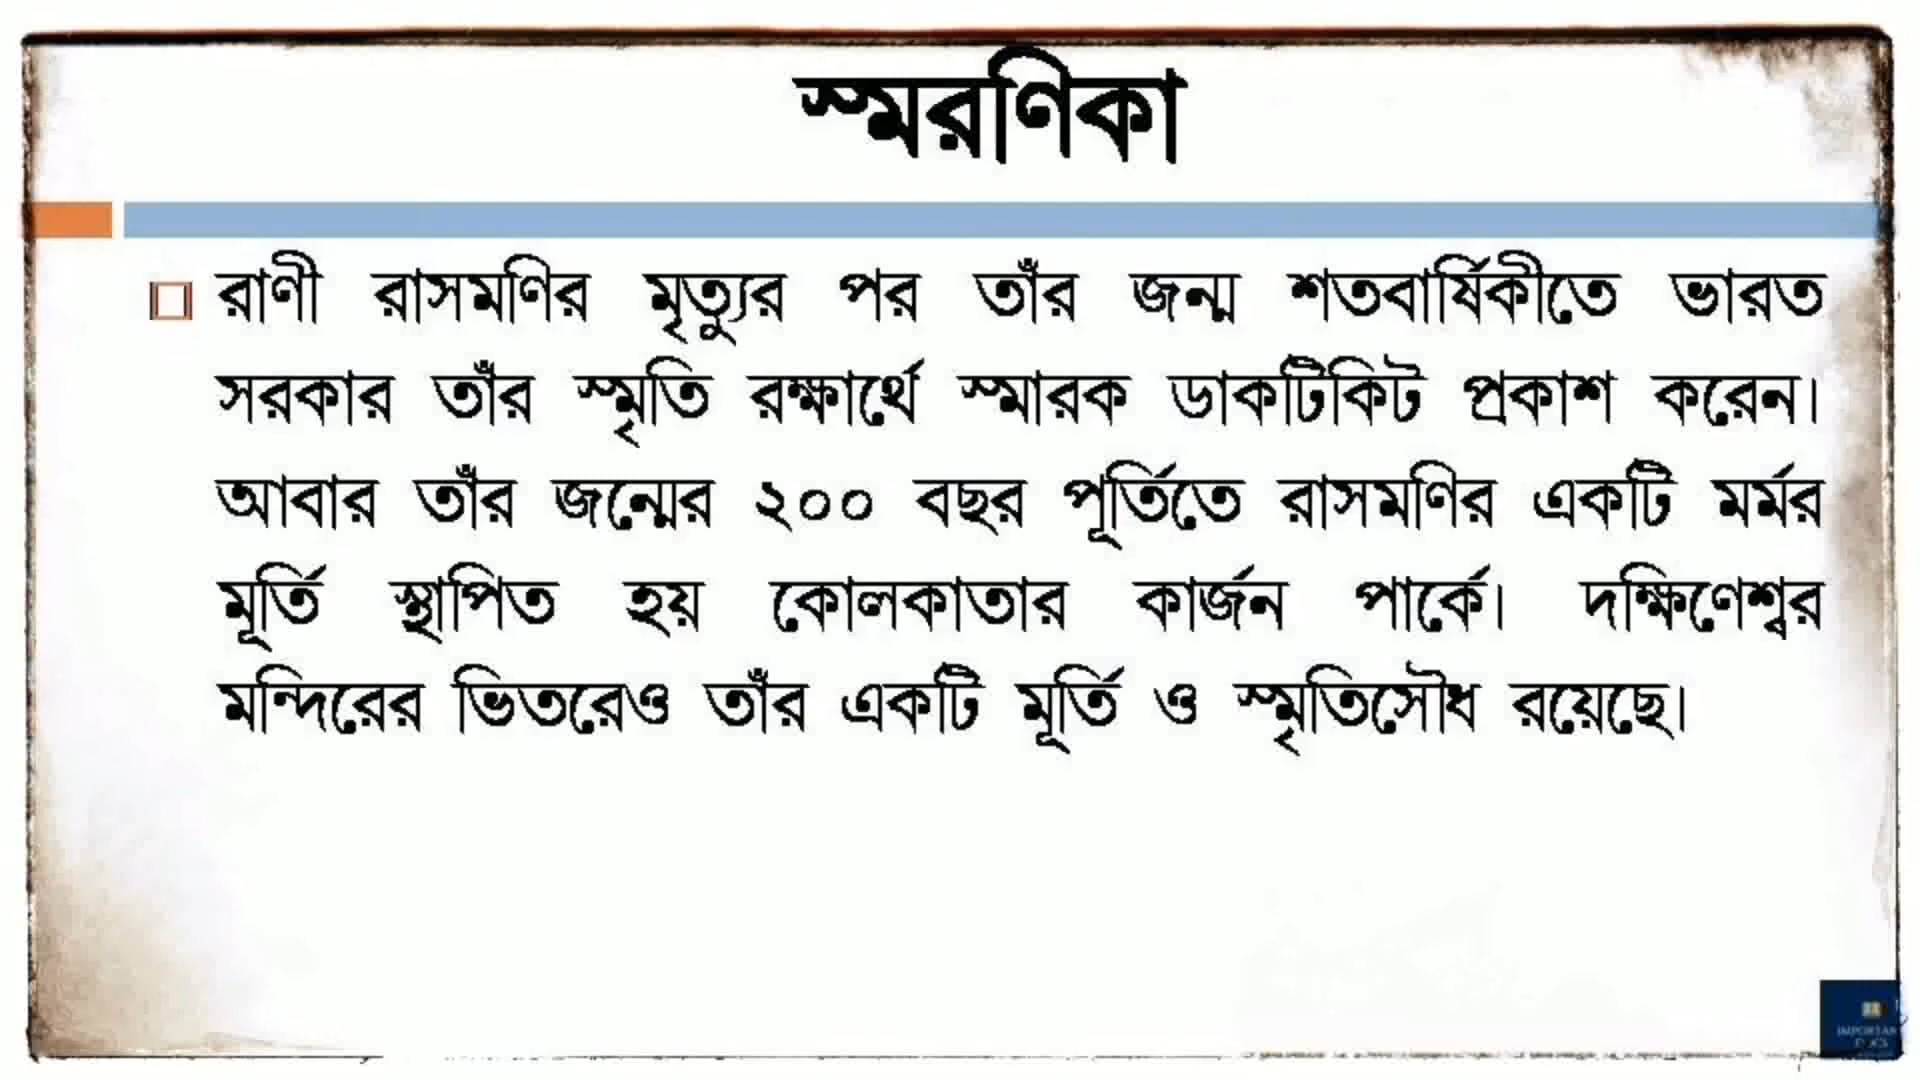 স্মরণিকা
রাণী রাসমণির মৃত্যুর পর তাঁর জন্ম শতবার্ষিকীতে ভারত
সরকার তাঁর স্মৃতি রক্ষার্থে স্মারক ডাকটিকিট প্রকাশ করেন।
আবার তাঁর জন্মের ২০০ বছর পূর্তিতে রাসমণির একটি মর্মর
মূর্তি স্থাপিত হয় কোলকাতার কার্জন পার্কে। দক্ষিণেশ্বর
মন্দিরের ভিতরেও তাঁর একটি মূর্তি ও স্মৃতিসৌধ রয়েছে।